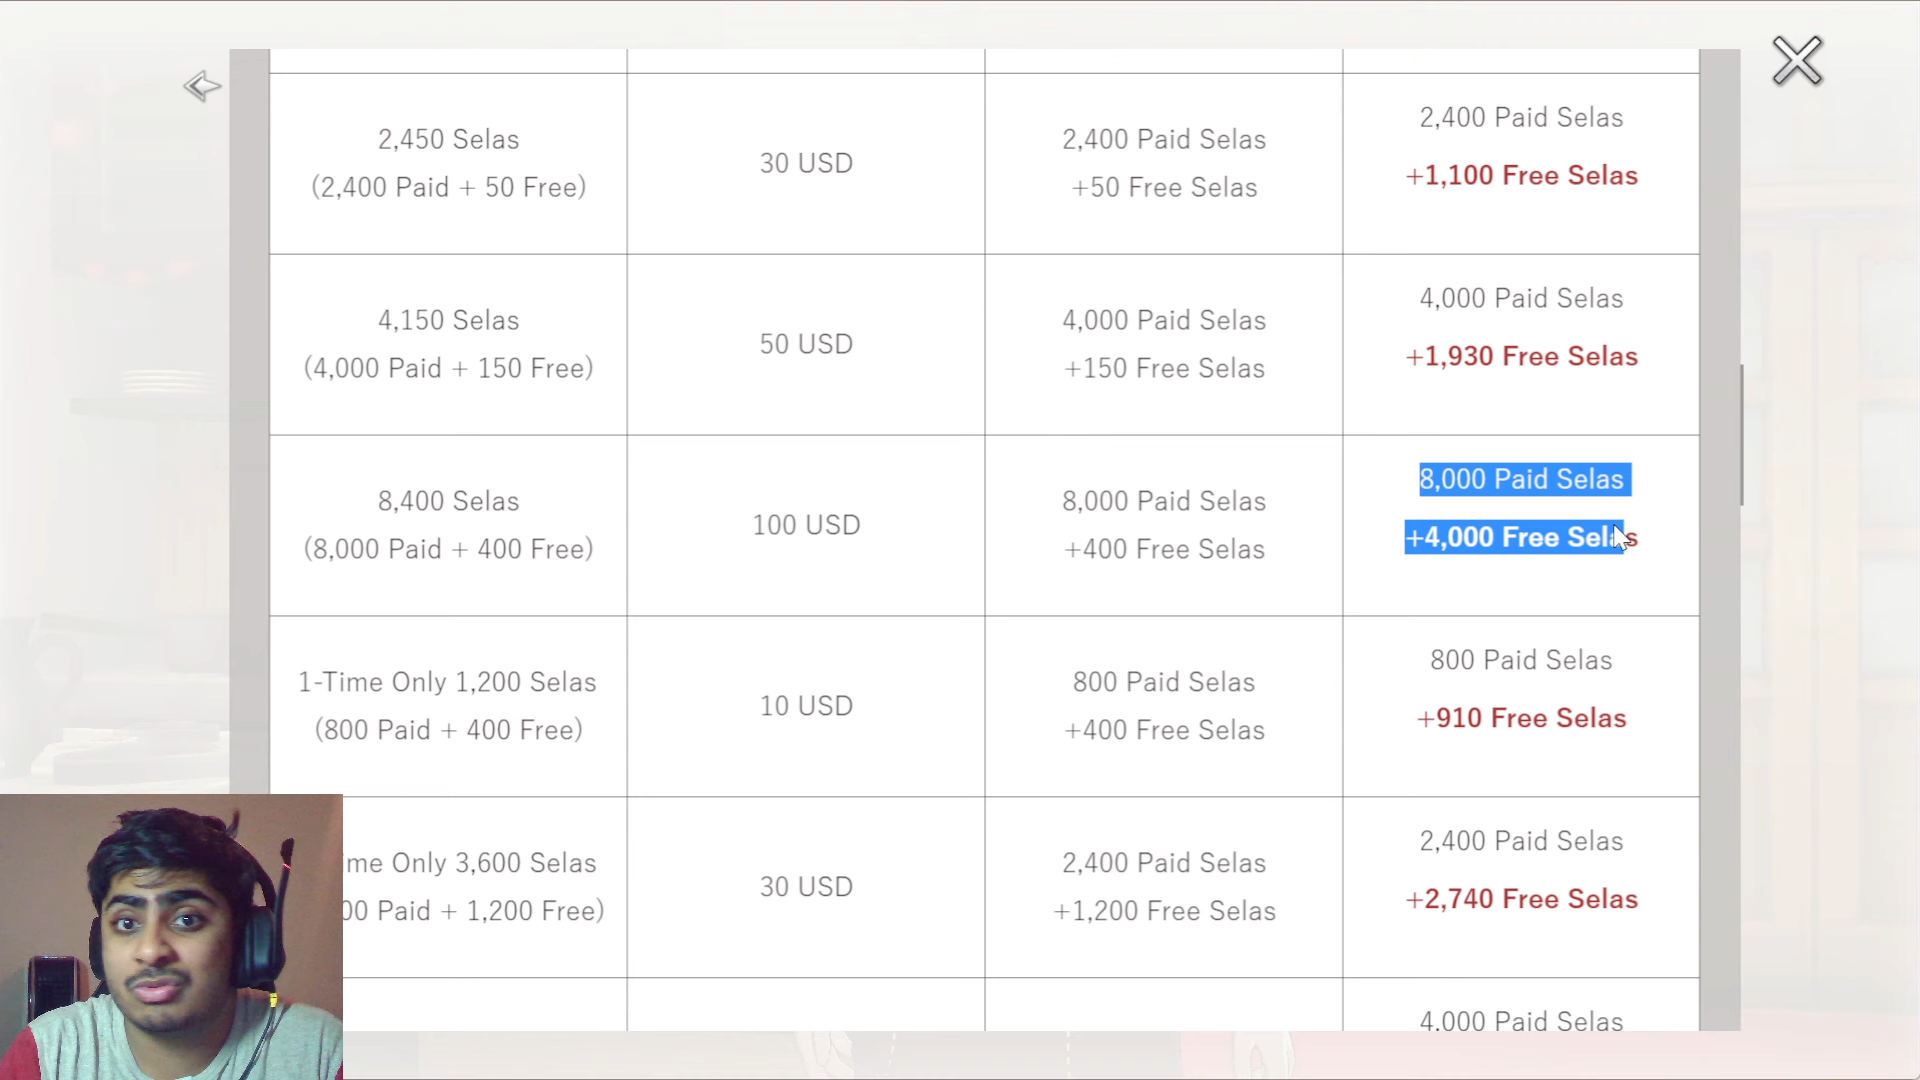 2,450 Selas
(2,400 Paid + 50 Free)
30 USD
2,400 Paid Selas
+50 Free Selas
2,400 Paid Selas
+1,100 Free Selas
4,150 Selas
(4,000 Paid + 150 Free)
50 USD
4,000 Paid Selas
+150 Free Selas
4,000 Paid Selas
+1,930 Free Selas
8,400 Selas
(8,000 Paid + 400 Free)
100 USD
8,000 Paid Selas
+400 Free Selas
8,000 Paid Selas
+4,000 Free Selas
1-Time Only 1,200 Selas
(800 Paid + 400 Free)
10 USD
800 Paid Selas
+400 Free Selas
800 Paid Selas
+910 Free Selas
me Only 3,600 Selas
00 Paid + 1,200 Free)
30 USD
2,400 Paid Selas
+1,200 Free Selas
2,400 Paid Selas
+2,740 Free Selas
4,000 Paid Selas